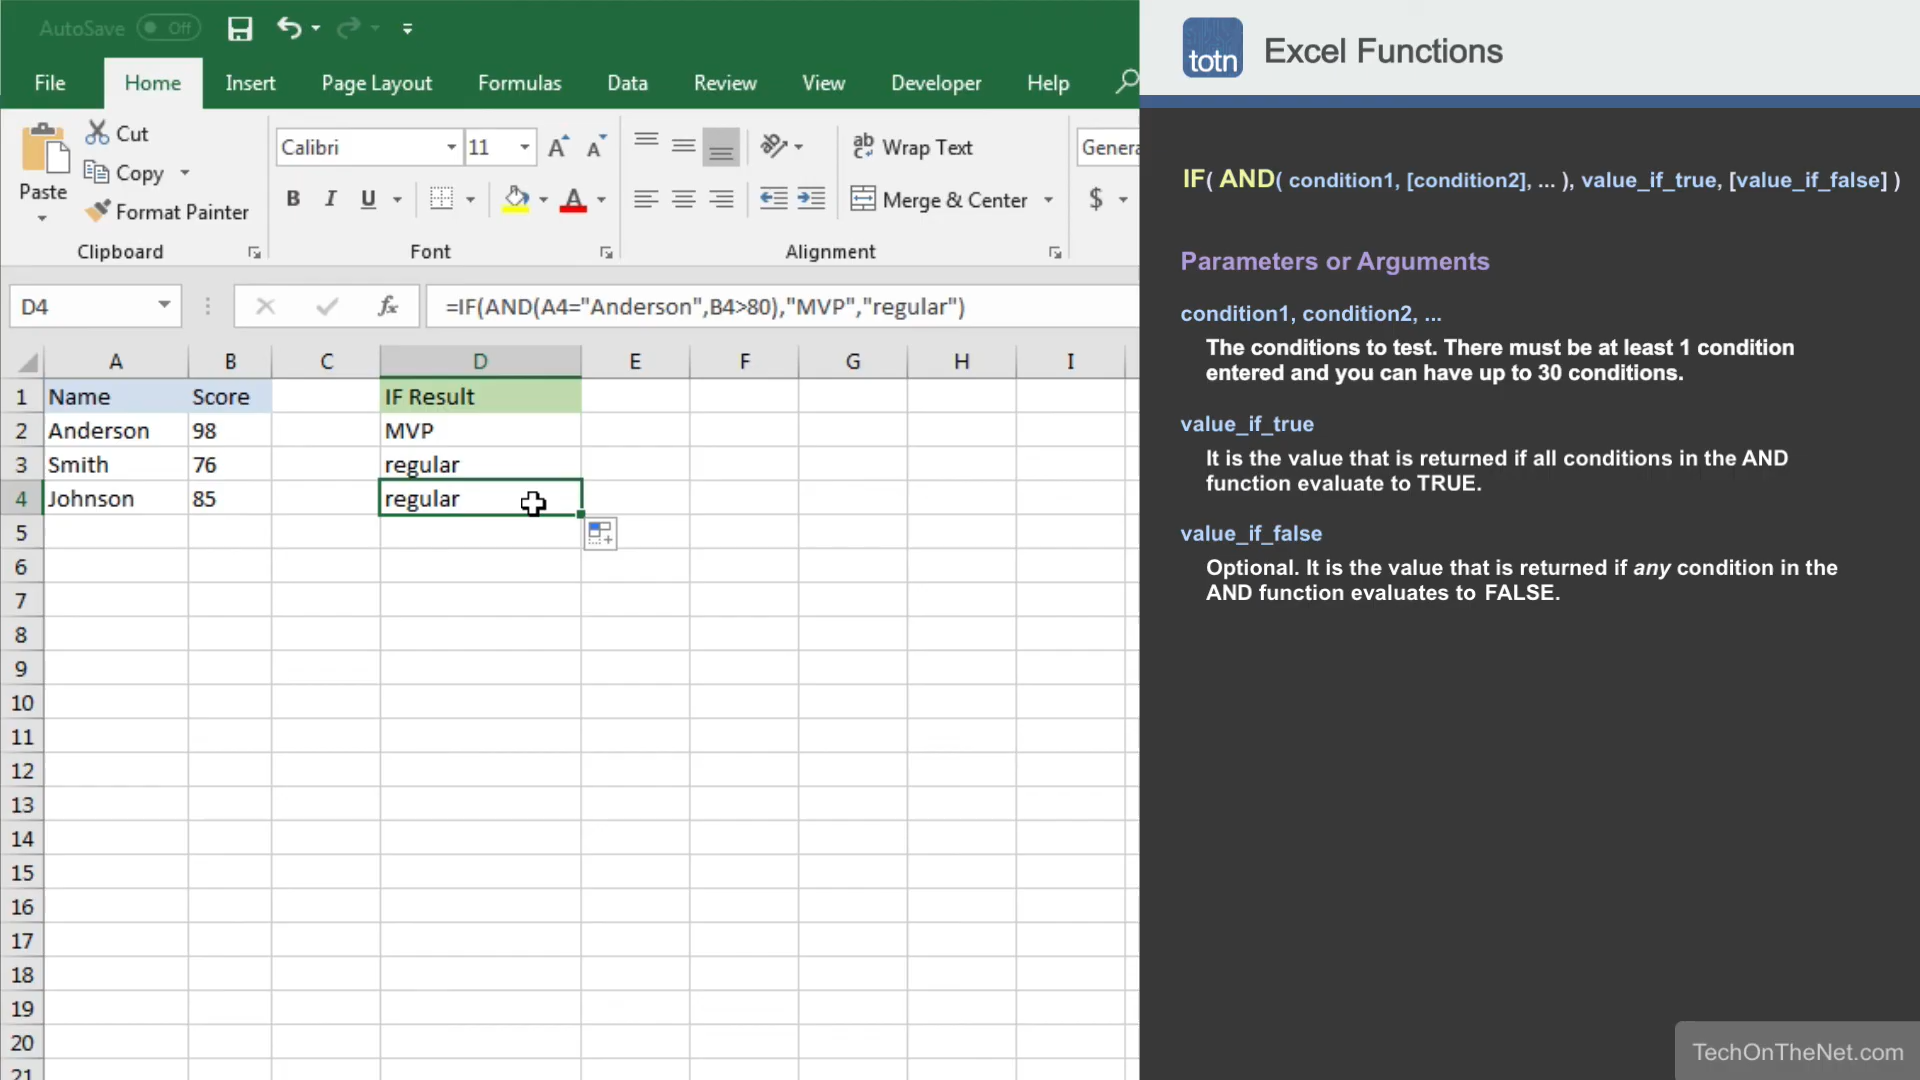 AutoSave Off
File Home Insert Page Layout Formulas Data Review View Developer Help
Paste
Cut
Copy
Format Painter
Clipboard
Calibri 11
B I U
Font
Wrap Text
Merge & Center
Alignment
$
D4
fx
=IF(AND(A4="Anderson",B4>80),"MVP","regular")
A B C D E F G H I
1 Name Score IF Result
2 Anderson 98 MVP
3 Smith 76 regular
4 Johnson 85 regular
5
6
7
8
9
10
11
12
13
14
15
16
17
18
19
20
21
totn Excel Functions
IF( AND( condition1, [condition2], ... ), value_if_true, [value_if_false] )
Parameters or Arguments
condition1, condition2, ...
The conditions to test. There must be at least 1 condition
entered and you can have up to 30 conditions.
value_if_true
It is the value that is returned if all conditions in the AND
function evaluate to TRUE.
value_if_false
Optional. It is the value that is returned if any condition in the
AND function evaluates to FALSE.
TechOnTheNet.com